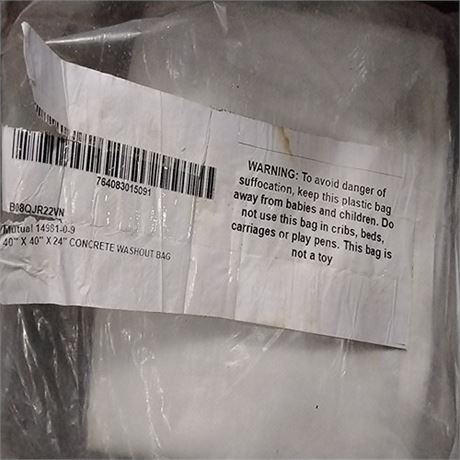 764083015091
B08QJR22VN
Mutual 14981-0-9
40" X 40" X 24" CONCRETE WASHOUT BAG
WARNING: To avoid danger of
suffocation, keep this plastic bag
away from babies and children. Do
not use this bag in cribs, beds,
carriages or play pens. This bag is
not a toy